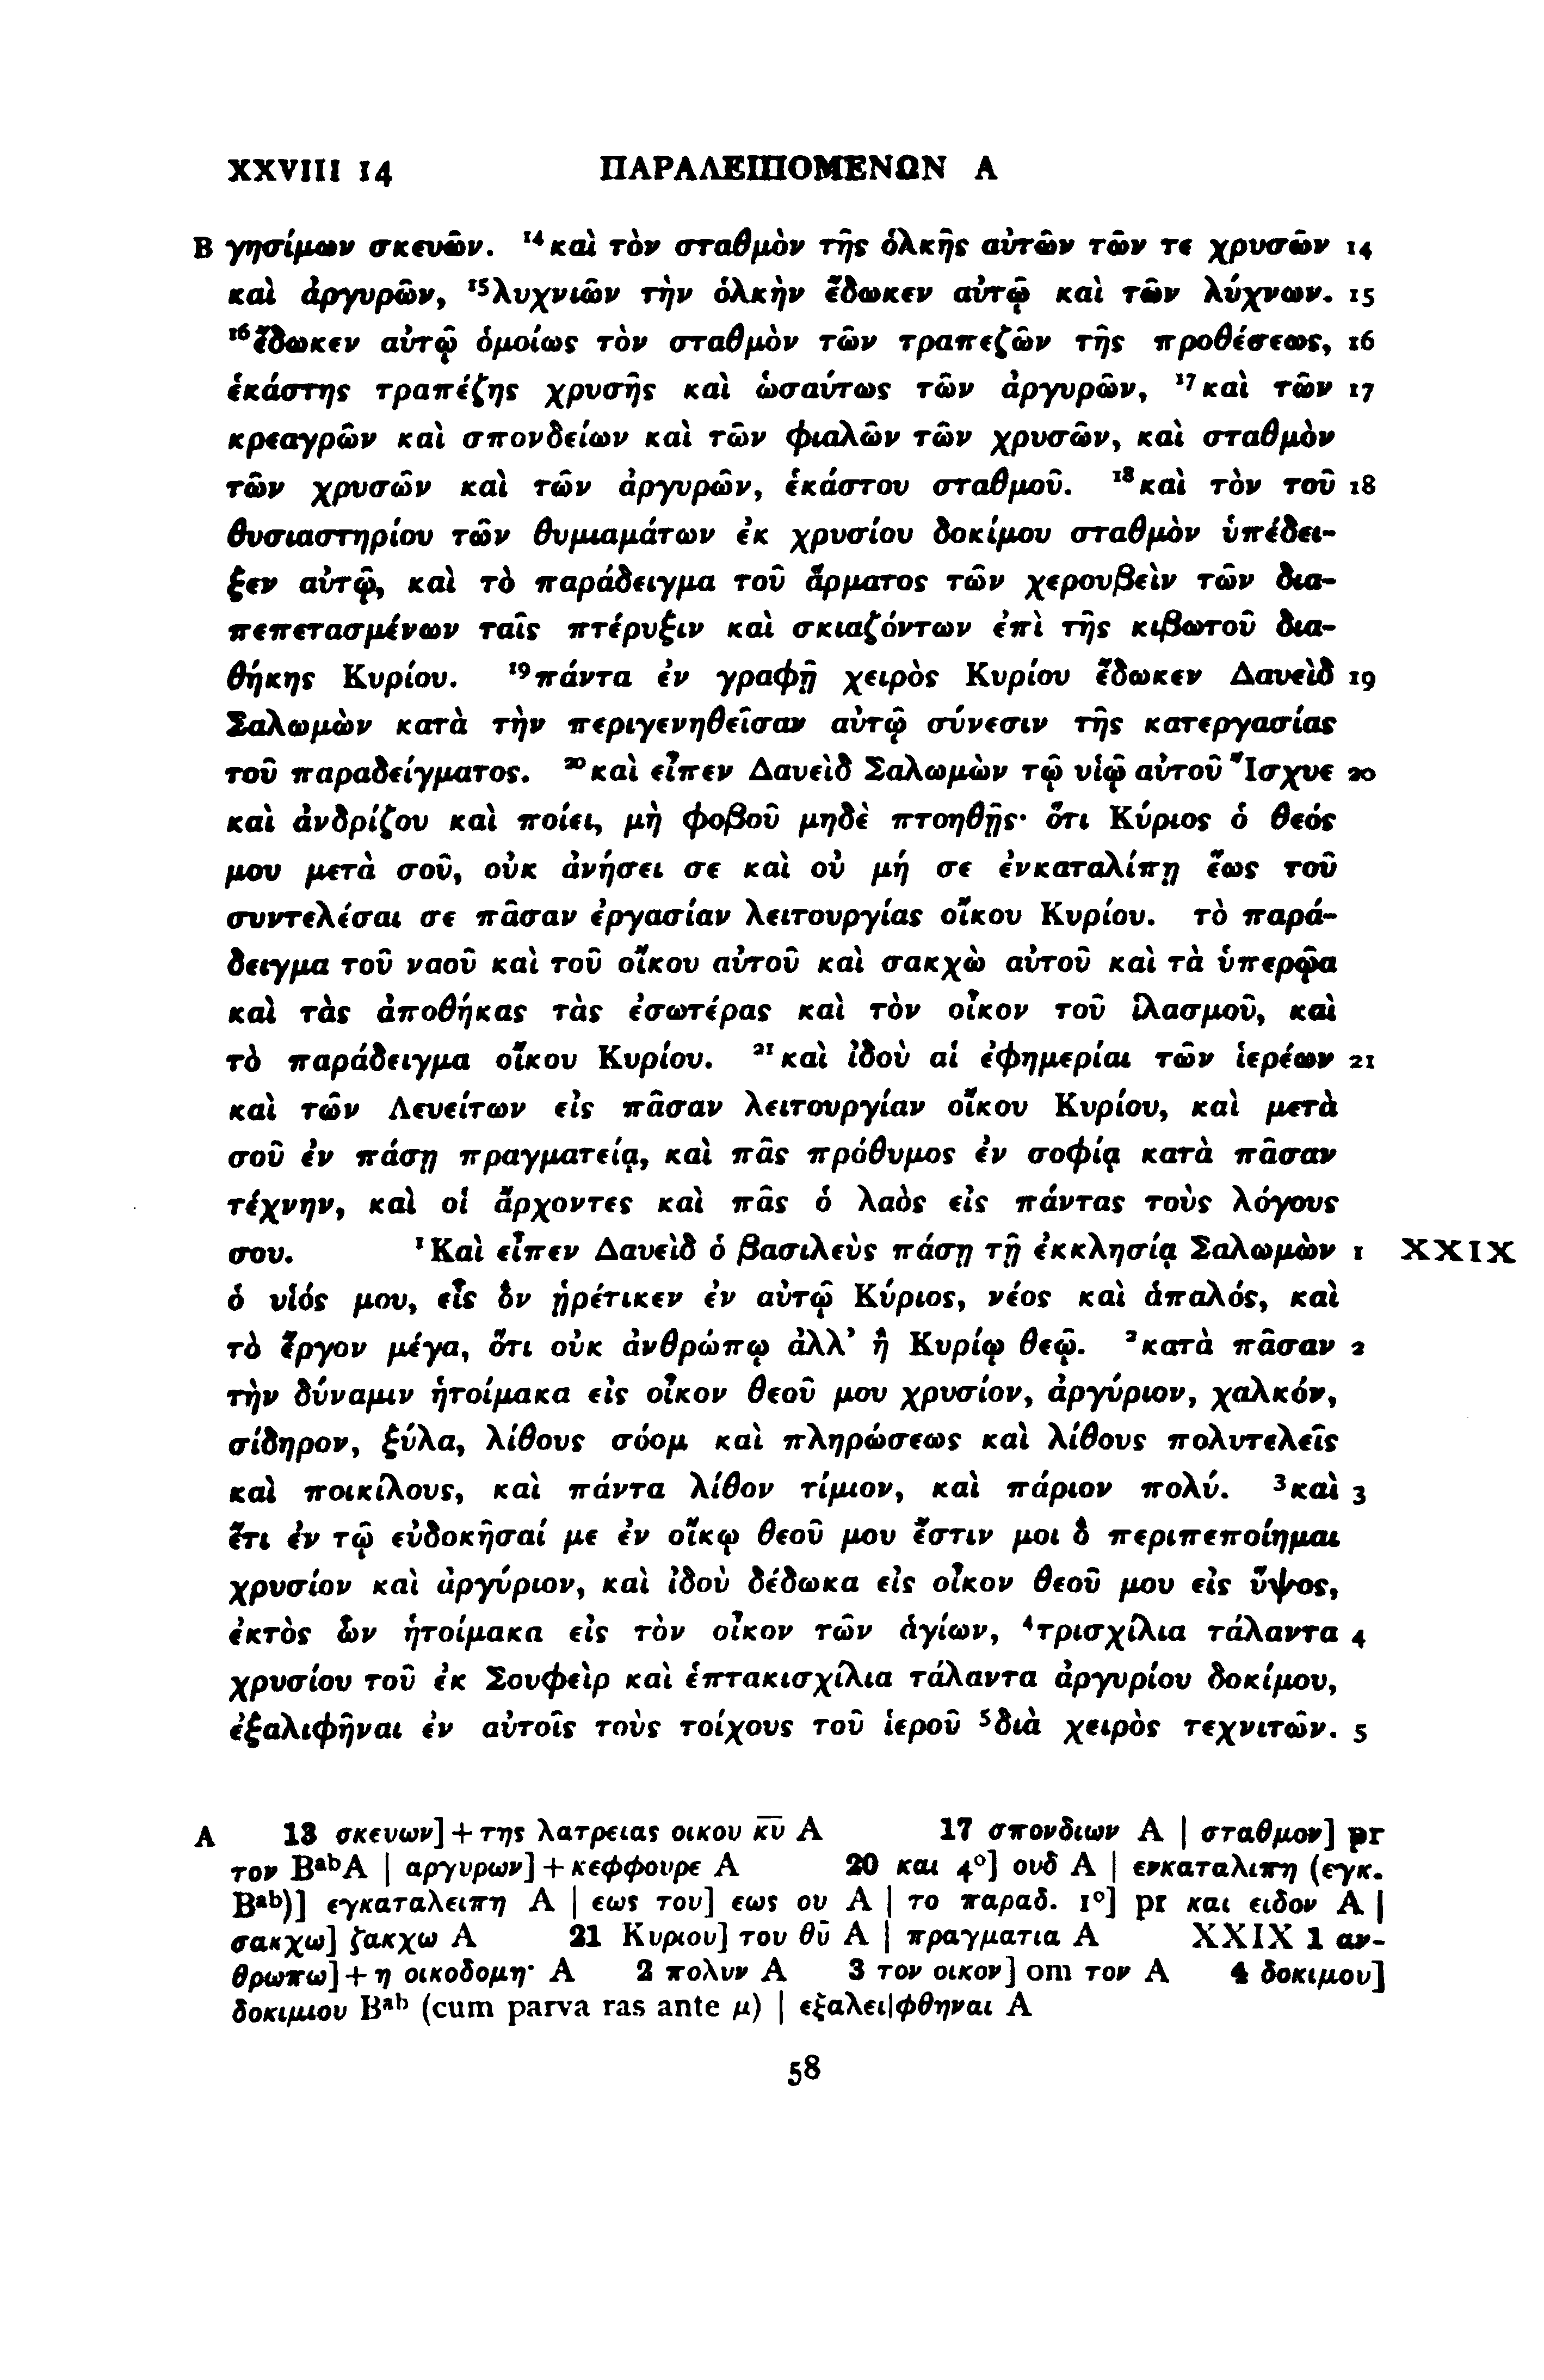 XXVIII 14 ΠΑΡΑΛΕΙΠΟΜΕΝΩΝ Α
B γησίμων σκευῶν. ¹⁴καὶ τὸν σταθμὸν τῆς ὁλκῆς αὐτῶν τῶν τε χρυσῶν 14
καὶ ἀργυρῶν, ¹⁵λυχνιῶν τὴν ὁλκὴν ἔδωκεν αὐτῷ καὶ τῶν λύχνων. 15
¹⁶ἔδωκεν αὐτῷ ὁμοίως τὸν σταθμὸν τῶν τραπεζῶν τῆς προθέσεως, 16
ἑκάστης τραπέζης χρυσῆς καὶ ὡσαύτως τῶν ἀργυρῶν, ¹⁷καὶ τῶν 17
κρεαγρῶν καὶ σπονδείων καὶ τῶν φιαλῶν τῶν χρυσῶν, καὶ σταθμὸν
τῶν χρυσῶν καὶ τῶν ἀργυρῶν, ἑκάστου σταθμοῦ. ¹⁸καὶ τὸν τοῦ 18
θυσιαστηρίου τῶν θυμιαμάτων ἐκ χρυσίου δοκίμου σταθμὸν ὑπέδει-
ξεν αὐτῷ, καὶ τὸ παράδειγμα τοῦ ἅρματος τῶν χερουβεὶν τῶν δια-
πεπετασμένων ταῖς πτέρυξιν καὶ σκιαζόντων ἐπὶ τῆς κιβωτοῦ δια-
θήκης Κυρίου. ¹⁹πάντα ἐν γραφῇ χειρὸς Κυρίου ἔδωκεν Δαυεὶδ 19
Σαλωμὼν κατὰ τὴν περιγενηθεῖσαν αὐτῷ σύνεσιν τῆς κατεργασίας
τοῦ παραδείγματος. ²⁰καὶ εἶπεν Δαυεὶδ Σαλωμὼν τῷ υἱῷ αὐτοῦ Ἴσχυε 20
καὶ ἀνδρίζου καὶ ποίει, μὴ φοβοῦ μηδὲ πτοηθῇς· ὅτι Κύριος ὁ θεός
μου μετὰ σοῦ, οὐκ ἀνήσει σε καὶ οὐ μή σε ἐνκαταλίπῃ ἕως τοῦ
συντελέσαι σε πᾶσαν ἐργασίαν λειτουργίας οἴκου Κυρίου. τὸ παρά-
δειγμα τοῦ ναοῦ καὶ τοῦ οἴκου αὐτοῦ καὶ σακχὼ αὐτοῦ καὶ τὰ ὑπερῷα
καὶ τὰς ἀποθήκας τὰς ἐσωτέρας καὶ τὸν οἶκον τοῦ ἱλασμοῦ, καὶ
τὸ παράδειγμα οἴκου Κυρίου. ²¹καὶ ἰδοὺ αἱ ἐφημερίαι τῶν ἱερέων 21
καὶ τῶν Λευείτων εἰς πᾶσαν λειτουργίαν οἴκου Κυρίου, καὶ μετὰ
σοῦ ἐν πάσῃ πραγματείᾳ, καὶ πᾶς πρόθυμος ἐν σοφίᾳ κατὰ πᾶσαν
τέχνην, καὶ οἱ ἄρχοντες καὶ πᾶς ὁ λαὸς εἰς πάντας τοὺς λόγους
σου. ¹Καὶ εἶπεν Δαυεὶδ ὁ βασιλεὺς πάσῃ τῇ ἐκκλησίᾳ Σαλωμὼν 1 XXIX
ὁ υἱός μου, εἷς ὃν ᾑρέτικεν ἐν αὐτῷ Κύριος, νέος καὶ ἁπαλός, καὶ
τὸ ἔργον μέγα, ὅτι οὐκ ἀνθρώπῳ ἀλλ’ ἢ Κυρίῳ θεῷ. ²κατὰ πᾶσαν 2
τὴν δύναμιν ἡτοίμακα εἰς οἶκον θεοῦ μου χρυσίον, ἀργύριον, χαλκόν,
σίδηρον, ξύλα, λίθους σόομ καὶ πληρώσεως καὶ λίθους πολυτελεῖς
καὶ ποικίλους, καὶ πάντα λίθον τίμιον, καὶ πάριον πολύ. ³καὶ 3
ἔτι ἐν τῷ εὐδοκῆσαί με ἐν οἴκῳ θεοῦ μου ἔστιν μοι ὃ περιπεποίημαι
χρυσίον καὶ ἀργύριον, καὶ ἰδοὺ δέδωκα εἰς οἶκον θεοῦ μου εἰς ὕψος,
ἐκτὸς ὧν ἡτοίμακα εἰς τὸν οἶκον τῶν ἁγίων, ⁴τρισχίλια τάλαντα 4
χρυσίου τοῦ ἐκ Σουφεὶρ καὶ ἑπτακισχίλια τάλαντα ἀργυρίου δοκίμου,
ἐξαλιφῆναι ἐν αὐτοῖς τοὺς τοίχους τοῦ ἱεροῦ ⁵διὰ χειρὸς τεχνιτῶν. 5
A 13 σκευων] + της λατρειας οικου κ̅υ̅ A 17 σπονδιων A | σταθμον] pr
τον BᵃᵇA | αργυρων] + κεφφουρε A 20 και 4°] ουδ A | ενκαταλιπη (εγκ.
Bᵃᵇ)] εγκαταλειπη A | εως του] εως ου A | το παραδ. 1°] pr και ειδον A |
σακχω] ζακχω A 21 Κυριου] του θ̅υ̅ A | πραγματια A XXIX 1 αν-
θρωπω] + η οικοδομη· A 2 πολυν A 3 τον οικον] om τον A 4 δοκιμου]
δοκιμιου Bᵃᵇ (cum parva ras ante μ) | εξαλει|φθηναι A
58